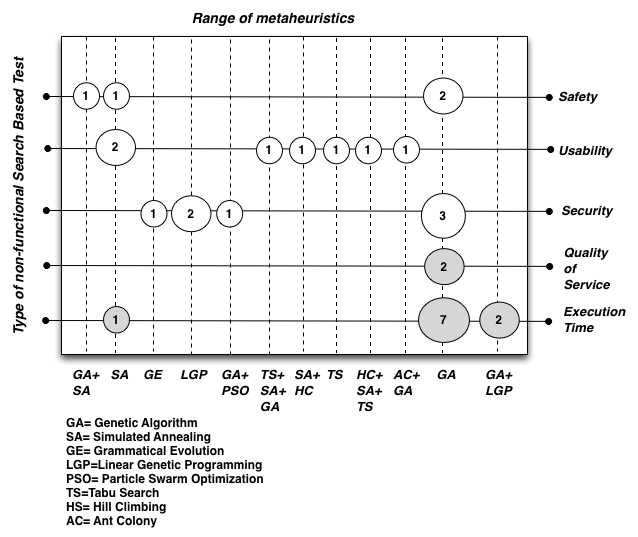 Range of metaheuristics
Type of non-functional Search Based Test
1 1 2 Safety
2 1 1 1 1 1 Usability
1 2 1 3 Security
2 Quality
of
Service
1 7 2 Execution
Time
GA+ SA GE LGP GA+ TS+ SA+ TS HC+ AC+ GA GA+
SA PSO SA+ HC SA+ GA LGP
GA TS
GA= Genetic Algorithm
SA= Simulated Annealing
GE= Grammatical Evolution
LGP=Linear Genetic Programming
PSO= Particle Swarm Optimization
TS=Tabu Search
HS= Hill Climbing
AC= Ant Colony